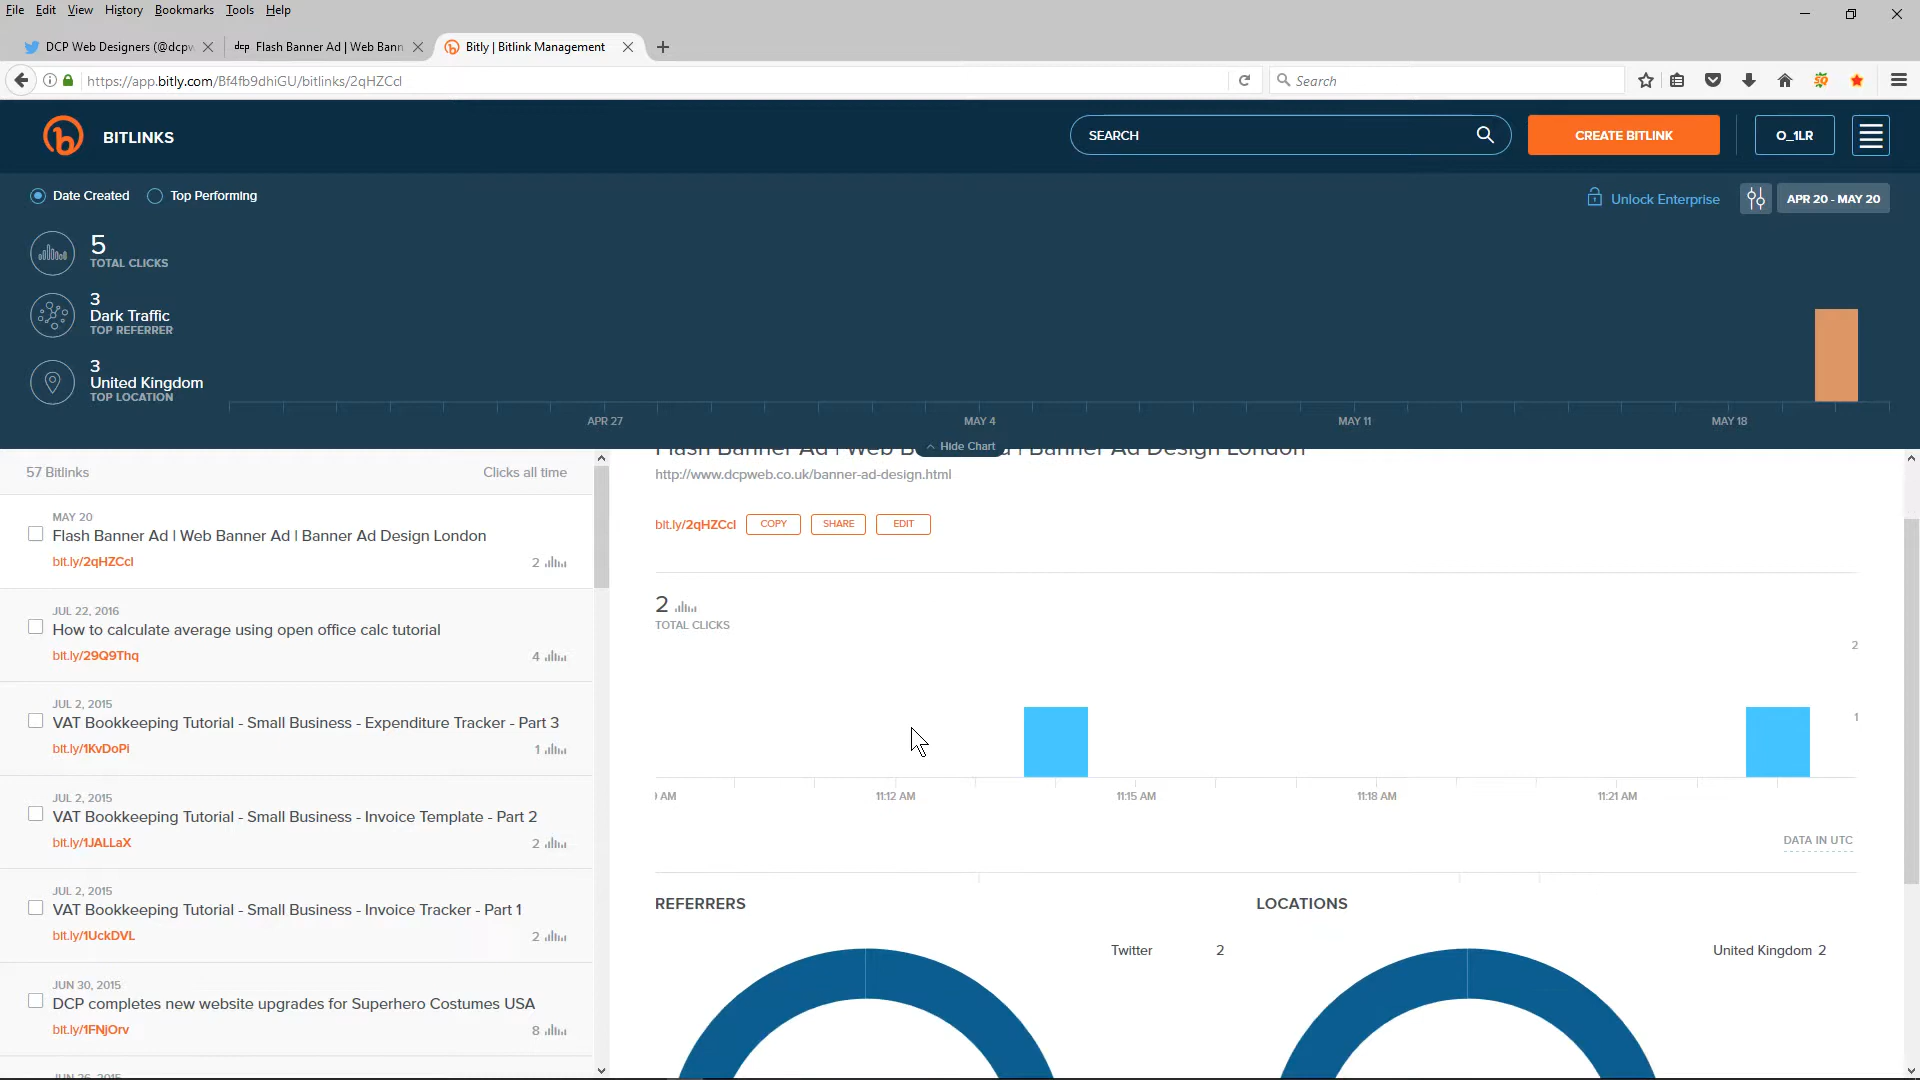 File Edit View History Bookmarks Tools Help
DCP Web Designers (@dcpw
dcp Flash Banner Ad | Web Bann
Bitly | Bitlink Management
https://app.bitly.com/Bf4fb9dhiGU/bitlinks/2qHZCcl
Search
BITLINKS
SEARCH
CREATE BITLINK
O_1LR
Date Created
Top Performing
Unlock Enterprise
APR 20 - MAY 20
5
TOTAL CLICKS
3
Dark Traffic
TOP REFERRER
3
United Kingdom
TOP LOCATION
APR 27
MAY 4
MAY 11
MAY 18
Hide Chart
57 Bitlinks
Clicks all time
MAY 20
Flash Banner Ad | Web Banner Ad | Banner Ad Design London
bit.ly/2qHZCcl
2
JUL 22, 2016
How to calculate average using open office calc tutorial
bit.ly/29Q9Thq
4
JUL 2, 2015
VAT Bookkeeping Tutorial - Small Business - Expenditure Tracker - Part 3
bit.ly/1KvDoPi
1
JUL 2, 2015
VAT Bookkeeping Tutorial - Small Business - Invoice Template - Part 2
bit.ly/1JALLaX
2
JUL 2, 2015
VAT Bookkeeping Tutorial - Small Business - Invoice Tracker - Part 1
bit.ly/1UckDVL
2
JUN 30, 2015
DCP completes new website upgrades for Superhero Costumes USA
bit.ly/1FNjOrv
8
Flash Banner Ad | Web B d | Banner Ad Design London
http://www.dcpweb.co.uk/banner-ad-design.html
bit.ly/2qHZCcl
COPY
SHARE
EDIT
2
TOTAL CLICKS
2
1
AM
11:12 AM
11:15 AM
11:18 AM
11:21 AM
DATA IN UTC
REFERRERS
Twitter 2
LOCATIONS
United Kingdom 2